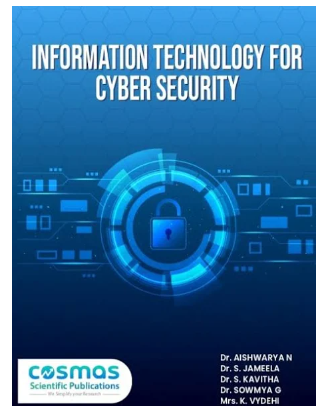 INFORMATION TECHNOLOGY FOR
CYBER SECURITY
Dr. AISHWARYA N
Dr. S. JAMEELA
Dr. S. KAVITHA
Dr. SOWMYA G
Mrs. K. VYDEHI
COSMOS
Scientific Publications